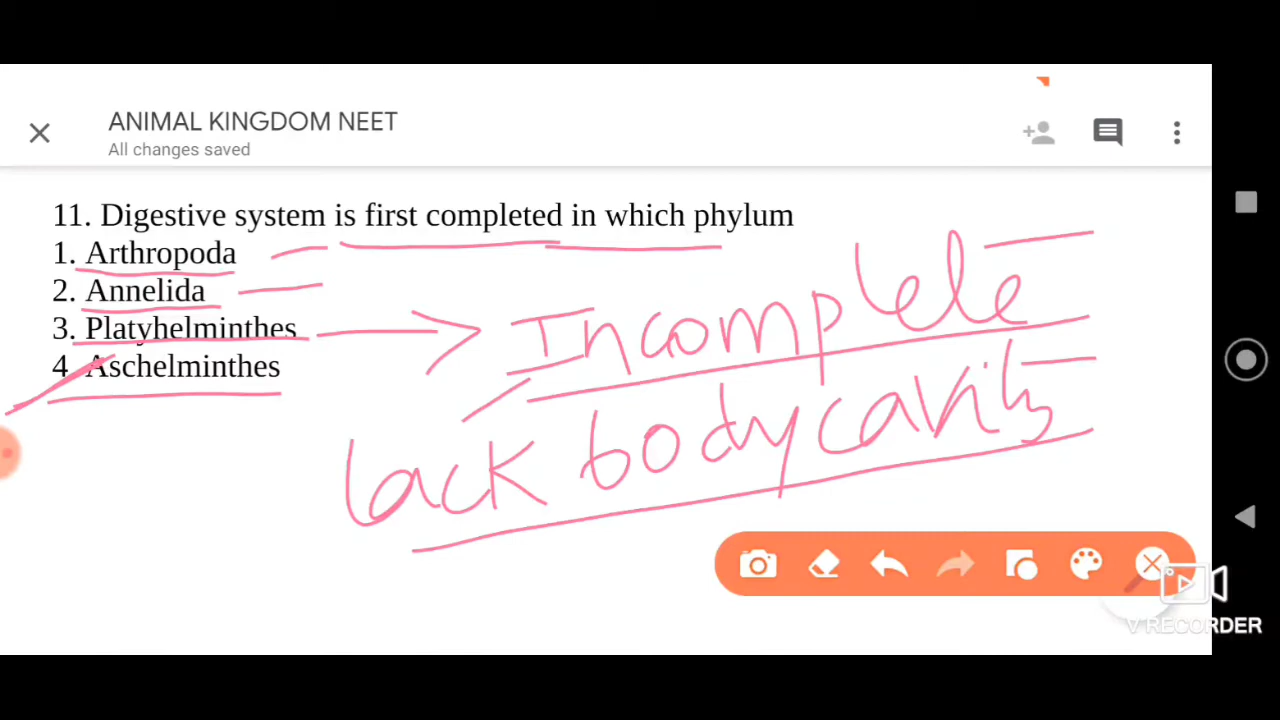 ANIMAL KINGDOM NEET
All changes saved
11. Digestive system is first completed in which phylum
1. Arthropoda
2. Annelida
3. Platyhelminthes
4. Aschelminthes
Incomplete
lack body cavity
V RECORDER